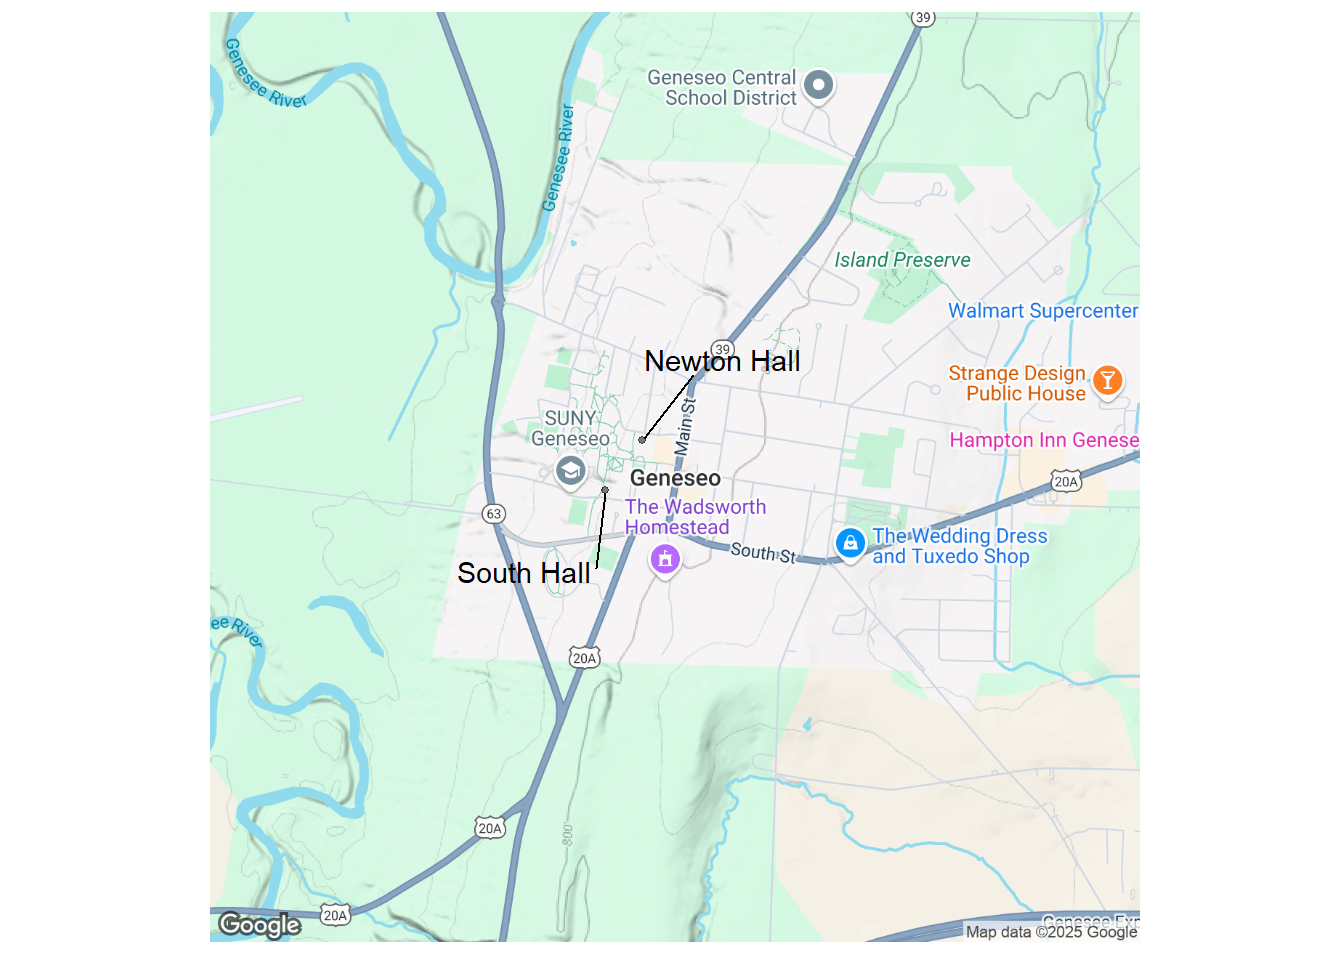 39
Genesee River
Geneseo Central
School District
Genesee River
Island Preserve
Walmart Supercenter
39
Newton Hall
Strange Design
Public House
Main St
SUNY
Geneseo
Hampton Inn Genese
Geneseo
20A
The Wadsworth
Homestead
63
The Wedding Dress
and Tuxedo Shop
South St
South Hall
ee River
20A
20A
800'
20A
Google
Genesee Exp
Map data ©2025 Google